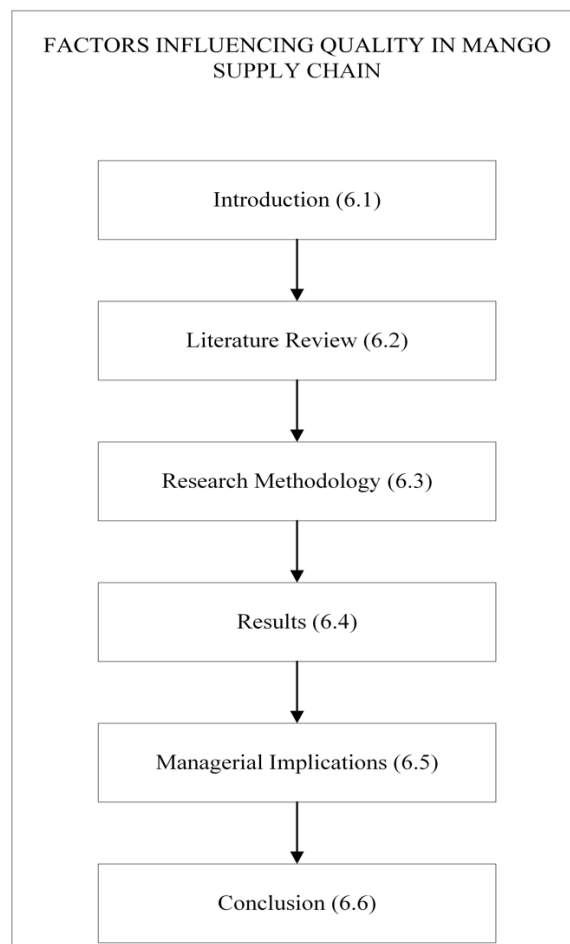 FACTORS INFLUENCING QUALITY IN MANGO
SUPPLY CHAIN
Introduction (6.1)
Literature Review (6.2)
Research Methodology (6.3)
Results (6.4)
Managerial Implications (6.5)
Conclusion (6.6)